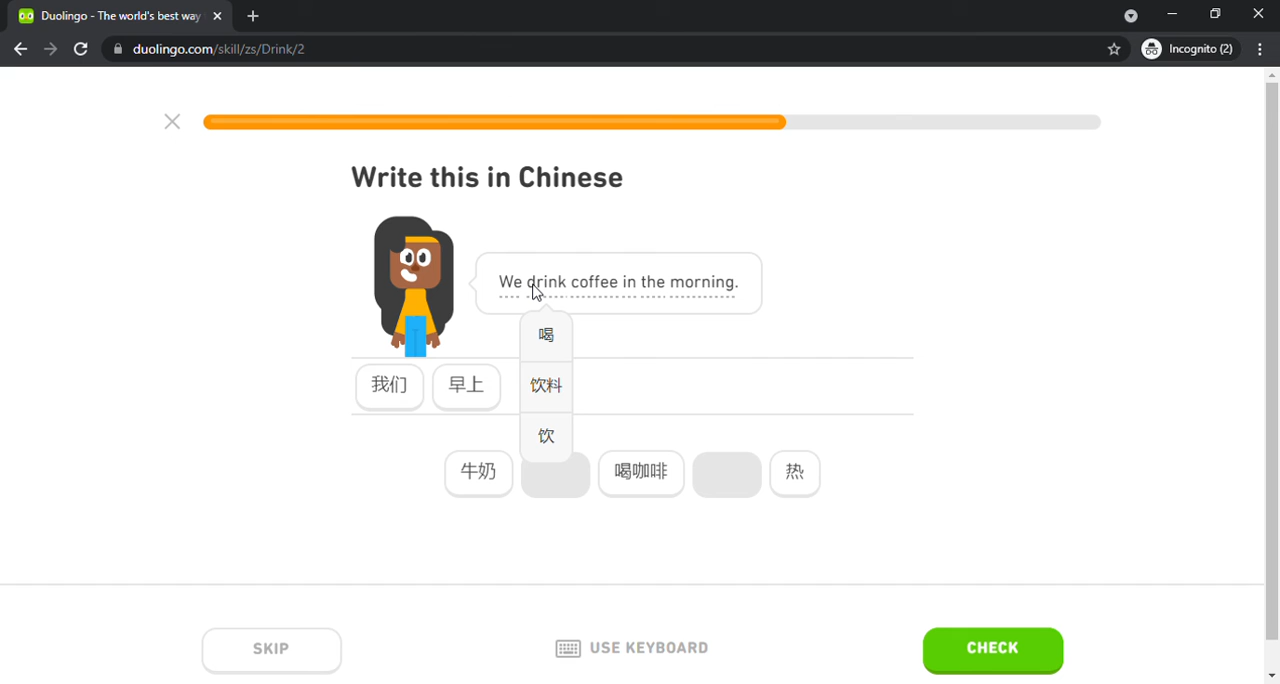 Duolingo - The world's best way
duolingo.com/skill/zs/Drink/2
Incognito (2)
Write this in Chinese
We drink coffee in the morning.
喝
我们 早上 饮料
饮
牛奶 喝咖啡 热
SKIP USE KEYBOARD CHECK